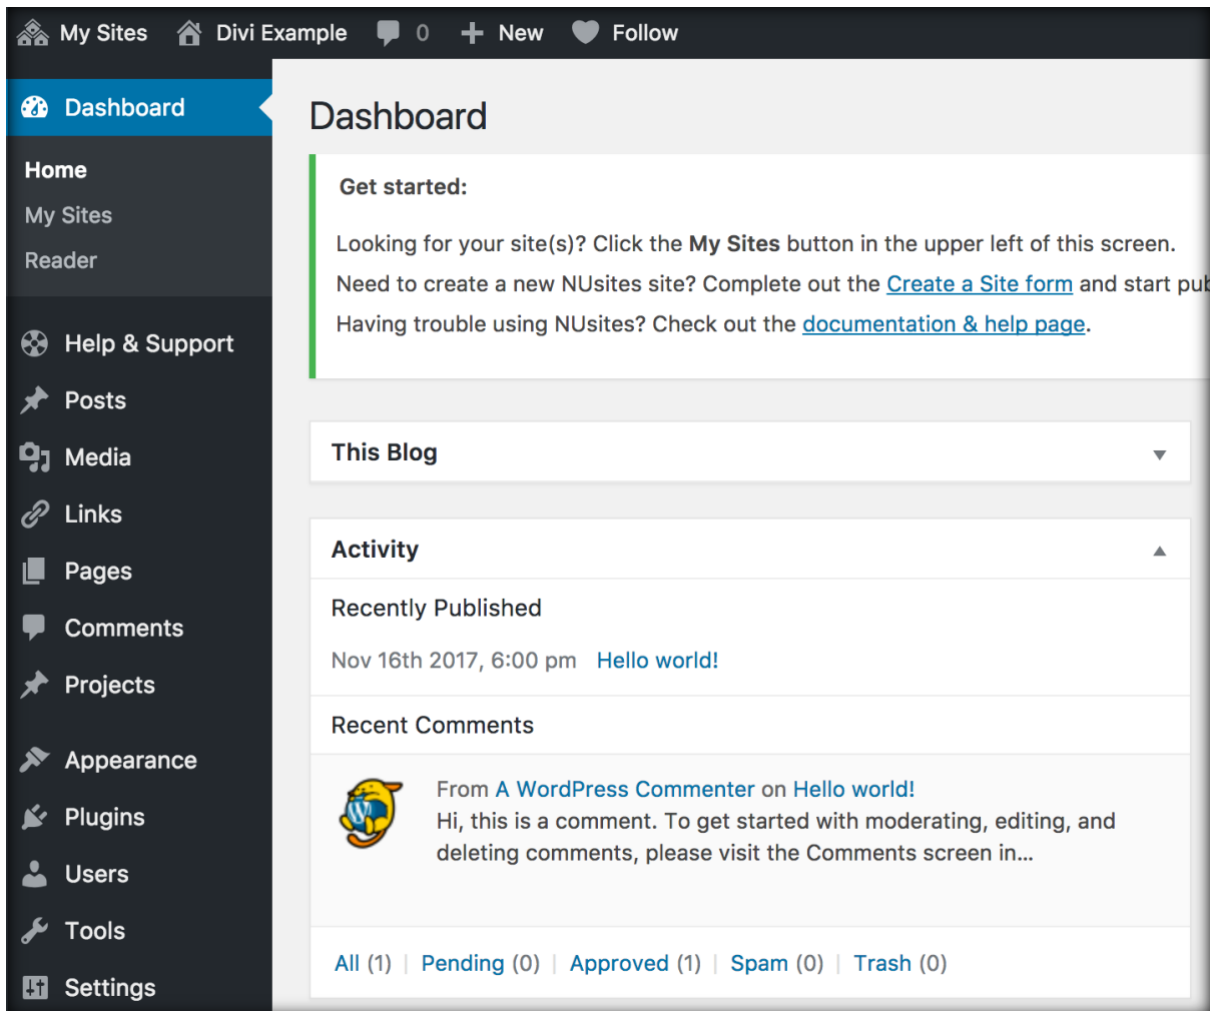 My Sites Divi Example 0 New Follow
Dashboard
Home
My Sites
Reader
Help & Support
Posts
Media
Links
Pages
Comments
Projects
Appearance
Plugins
Users
Tools
Settings
Dashboard
Get started:
Looking for your site(s)? Click the My Sites button in the upper left of this screen.
Need to create a new NUsites site? Complete out the Create a Site form and start pub
Having trouble using NUsites? Check out the documentation & help page.
This Blog
Activity
Recently Published
Nov 16th 2017, 6:00 pm Hello world!
Recent Comments
From A WordPress Commenter on Hello world!
Hi, this is a comment. To get started with moderating, editing, and
deleting comments, please visit the Comments screen in...
All (1) | Pending (0) | Approved (1) | Spam (0) | Trash (0)